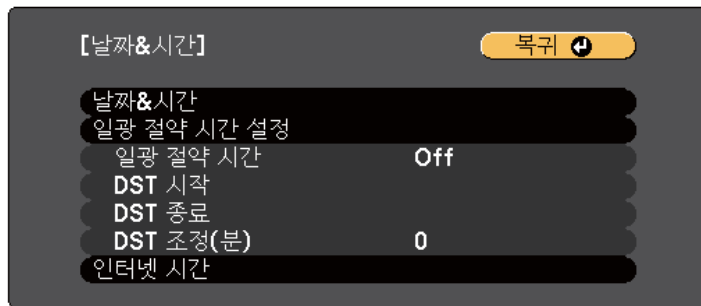 [날짜&시간]
복귀
날짜&시간
일광 절약 시간 설정
일광 절약 시간 Off
DST 시작
DST 종료
DST 조정(분) 0
인터넷 시간